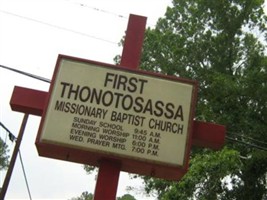 FIRST
THONOTOSASSA
MISSIONARY BAPTIST CHURCH
SUNDAY SCHOOL 9:45 A.M.
MORNING WORSHIP 11:00 A.M.
EVENING WORSHIP 6:00 P.M.
WED. PRAYER MTG. 7:00 P.M.